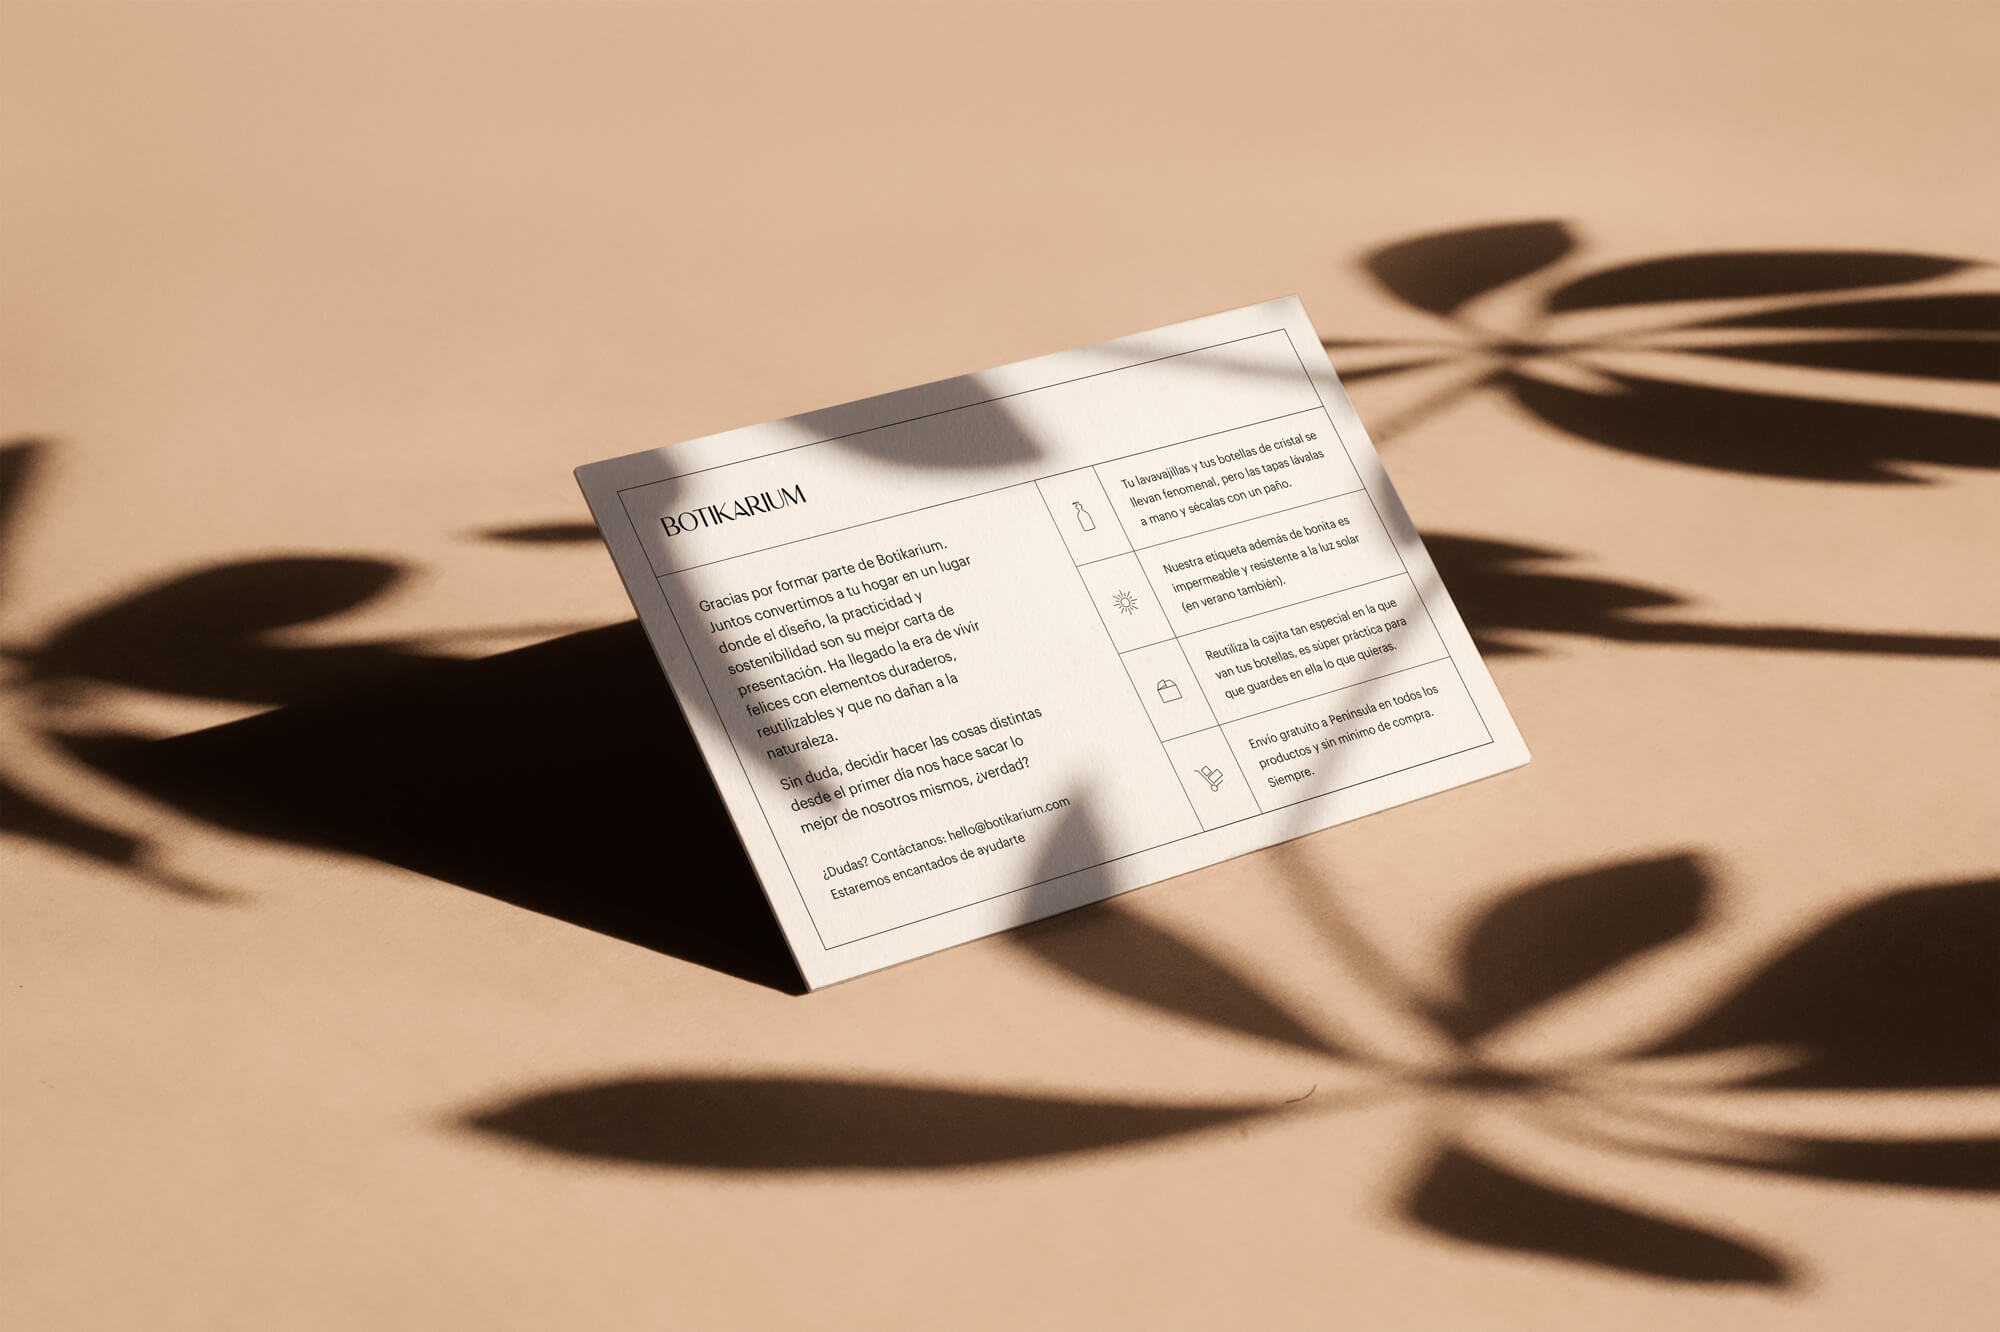 BOTIKARIUM
Gracias por formar parte de Botikarium.
Juntos convertimos a tu hogar en un lugar
donde el diseño, la practicidad y
sostenibilidad son su mejor carta de
presentación. Ha llegado la era de vivir
felices con elementos duraderos,
reutilizables y que no dañan a la
naturaleza.
Sin duda, decidir hacer las cosas distintas
desde el primer día nos hace sacar lo
mejor de nosotros mismos, ¿verdad?
¿Dudas? Contáctanos: hello@botikarium.com
Estaremos encantados de ayudarte
Tu lavavajillas y tus botellas de cristal se
llevan fenomenal, pero las tapas lávalas
a mano y sécalas con un paño.
Nuestra etiqueta además de bonita es
impermeable y resistente a la luz solar
(en verano también).
Reutiliza la cajita tan especial en la que
van tus botellas, es súper práctica para
que guardes en ella lo que quieras.
Envío gratuito a Península en todos los
productos y sin mínimo de compra.
Siempre.